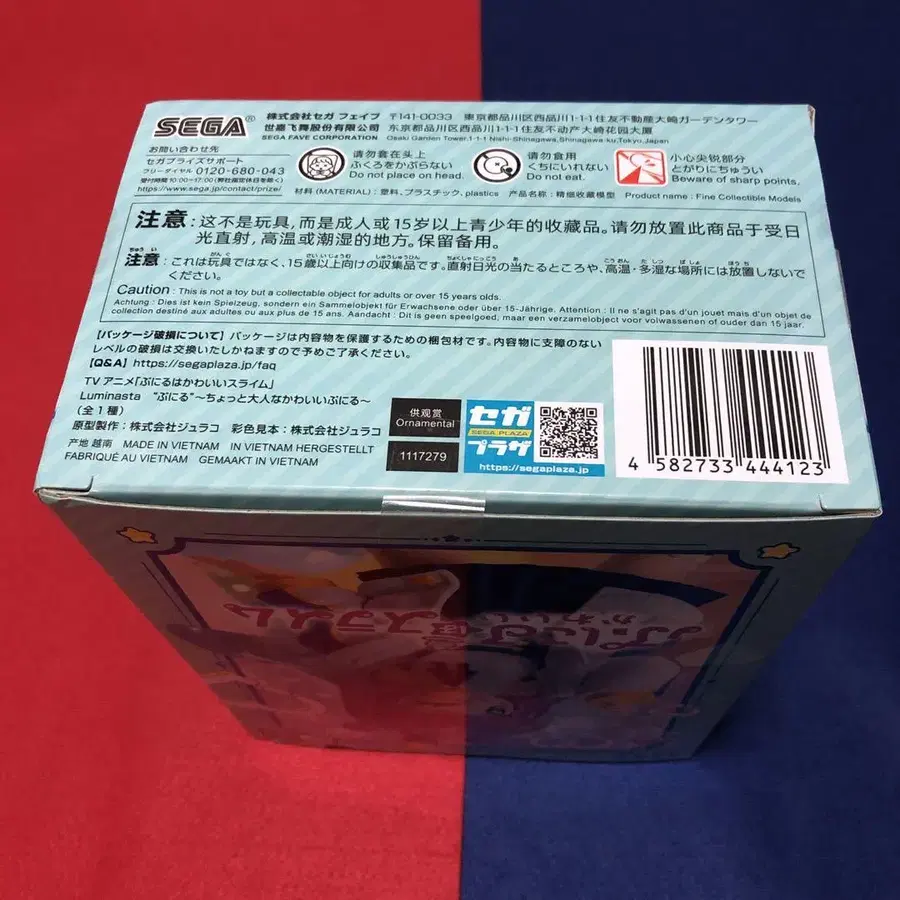 SEGA®
株式会社セガ フェイブ 〒141-0033 東京都品川区西品川1-1-1住友不動産大崎ガーデンタワー
世嘉飞舞股份有限公司 东京都品川区西品川1-1-1住友不动产大崎花园大厦
SEGA FAVE CORPORATION Osaki Garden Tower,1-1-1 Nishi-Shinagawa,Shinagawa-ku,Tokyo,Japan
お問い合わせ先
セガプライズサポート
フリーダイヤル 0120-680-043
受付時間 10:00~17:00
https://www.sega.jp/contact/prize/
请勿套在头上
ふくろをかぶらない
Do not place on head.
请勿食用
くちにいれない
Do not eat.
小心尖锐部分
とがりにちゅうい
Beware of sharp points.
材料 (MATERIAL) : 塑料, プラスチック, plastics 产品名称 : 精细收藏模型 Product name : Fine Collectible Models
注意 : 这不是玩具,而是成人或15岁以上青少年的收藏品。请勿放置此商品于受日
光直射,高温或潮湿的地方。保留备用。
注意 : これは玩具ではなく、15歳以上向けの収集品です。直射日光の当たるところや、高温・多湿な場所には放置しないで
ください。
Caution : This is not a toy but a collectable object for adults or over 15 years olds.
Achtung : Dies ist kein Spielzeug, sondern ein Sammelobjekt für Erwachsene oder über 15-Jährige. Attention : Il ne s'agit pas d'un jouet mais d'un objet de
collection destiné aux adultes ou aux plus de 15 ans. Aandacht : Dit is geen speelgoed, maar een verzamelobject voor volwassenen of ouder dan 15 jaar.
【パッケージ破損について】パッケージは内容物を保護するための梱包材です。内容物に支障のない
レベルの破損は交換いたしかねますので予めご了承ください。
【Q&A】https://segaplaza.jp/faq
TVアニメ「ぷにるはかわいいスライム」
Luminasta “ぷにる”~ちょっと大人なかわいいぷにる~
(全1種)
原型製作:株式会社ジュラコ 彩色見本:株式会社ジュラコ
产地 越南 MADE IN VIETNAM IN VIETNAM HERGESTELLT
FABRIQUÉ AU VIETNAM GEMAAKT IN VIETNAM
供观赏
Ornamental
1117279
セガ
SEGA PLAZA
プラザ
https://segaplaza.jp
4 582733 444123
ぷにるは
かわいいスライム